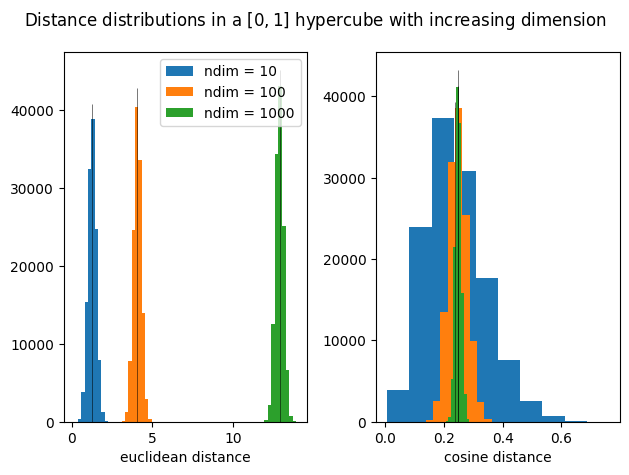 Distance distributions in a [0, 1] hypercube with increasing dimension
ndim = 10
ndim = 100
ndim = 1000
40000
30000
20000
10000
0
0
5
10
euclidean distance
40000
30000
20000
10000
0
0.0
0.2
0.4
0.6
cosine distance